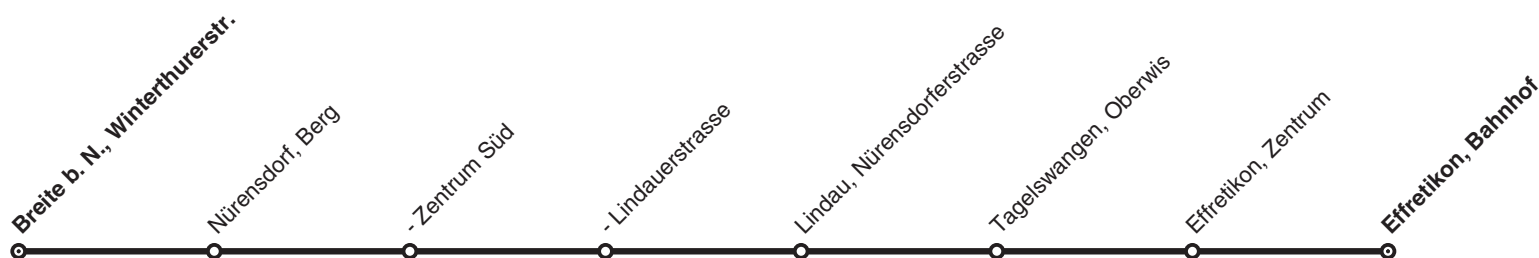 Breite b. N., Winterthurerstr.
Nürensdorf, Berg
- Zentrum Süd
- Lindauerstrasse
Lindau, Nürensdorferstrasse
Tagelswangen, Oberwis
Effretikon, Zentrum
Effretikon, Bahnhof